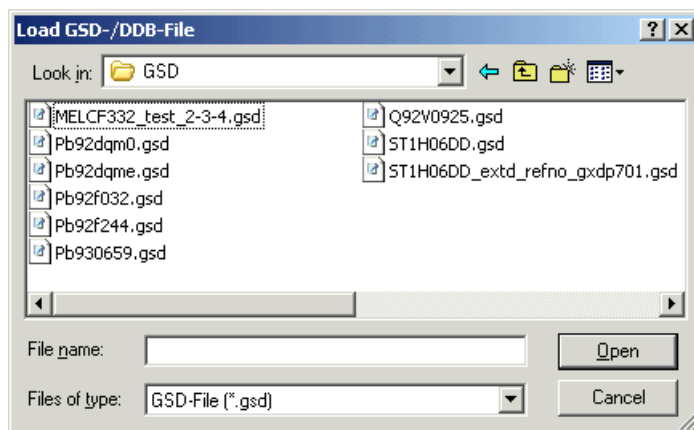 Load GSD-/DDB-File
Look in: GSD
MELCF332_test_2-3-4.gsd
Pb92dqm0.gsd
Pb92dqme.gsd
Pb92f032.gsd
Pb92f244.gsd
Pb930659.gsd
Q92V0925.gsd
ST1H06DD.gsd
ST1H06DD_extd_refno_gxdp701.gsd
File name:
Open
Files of type: GSD-File (*.gsd)
Cancel